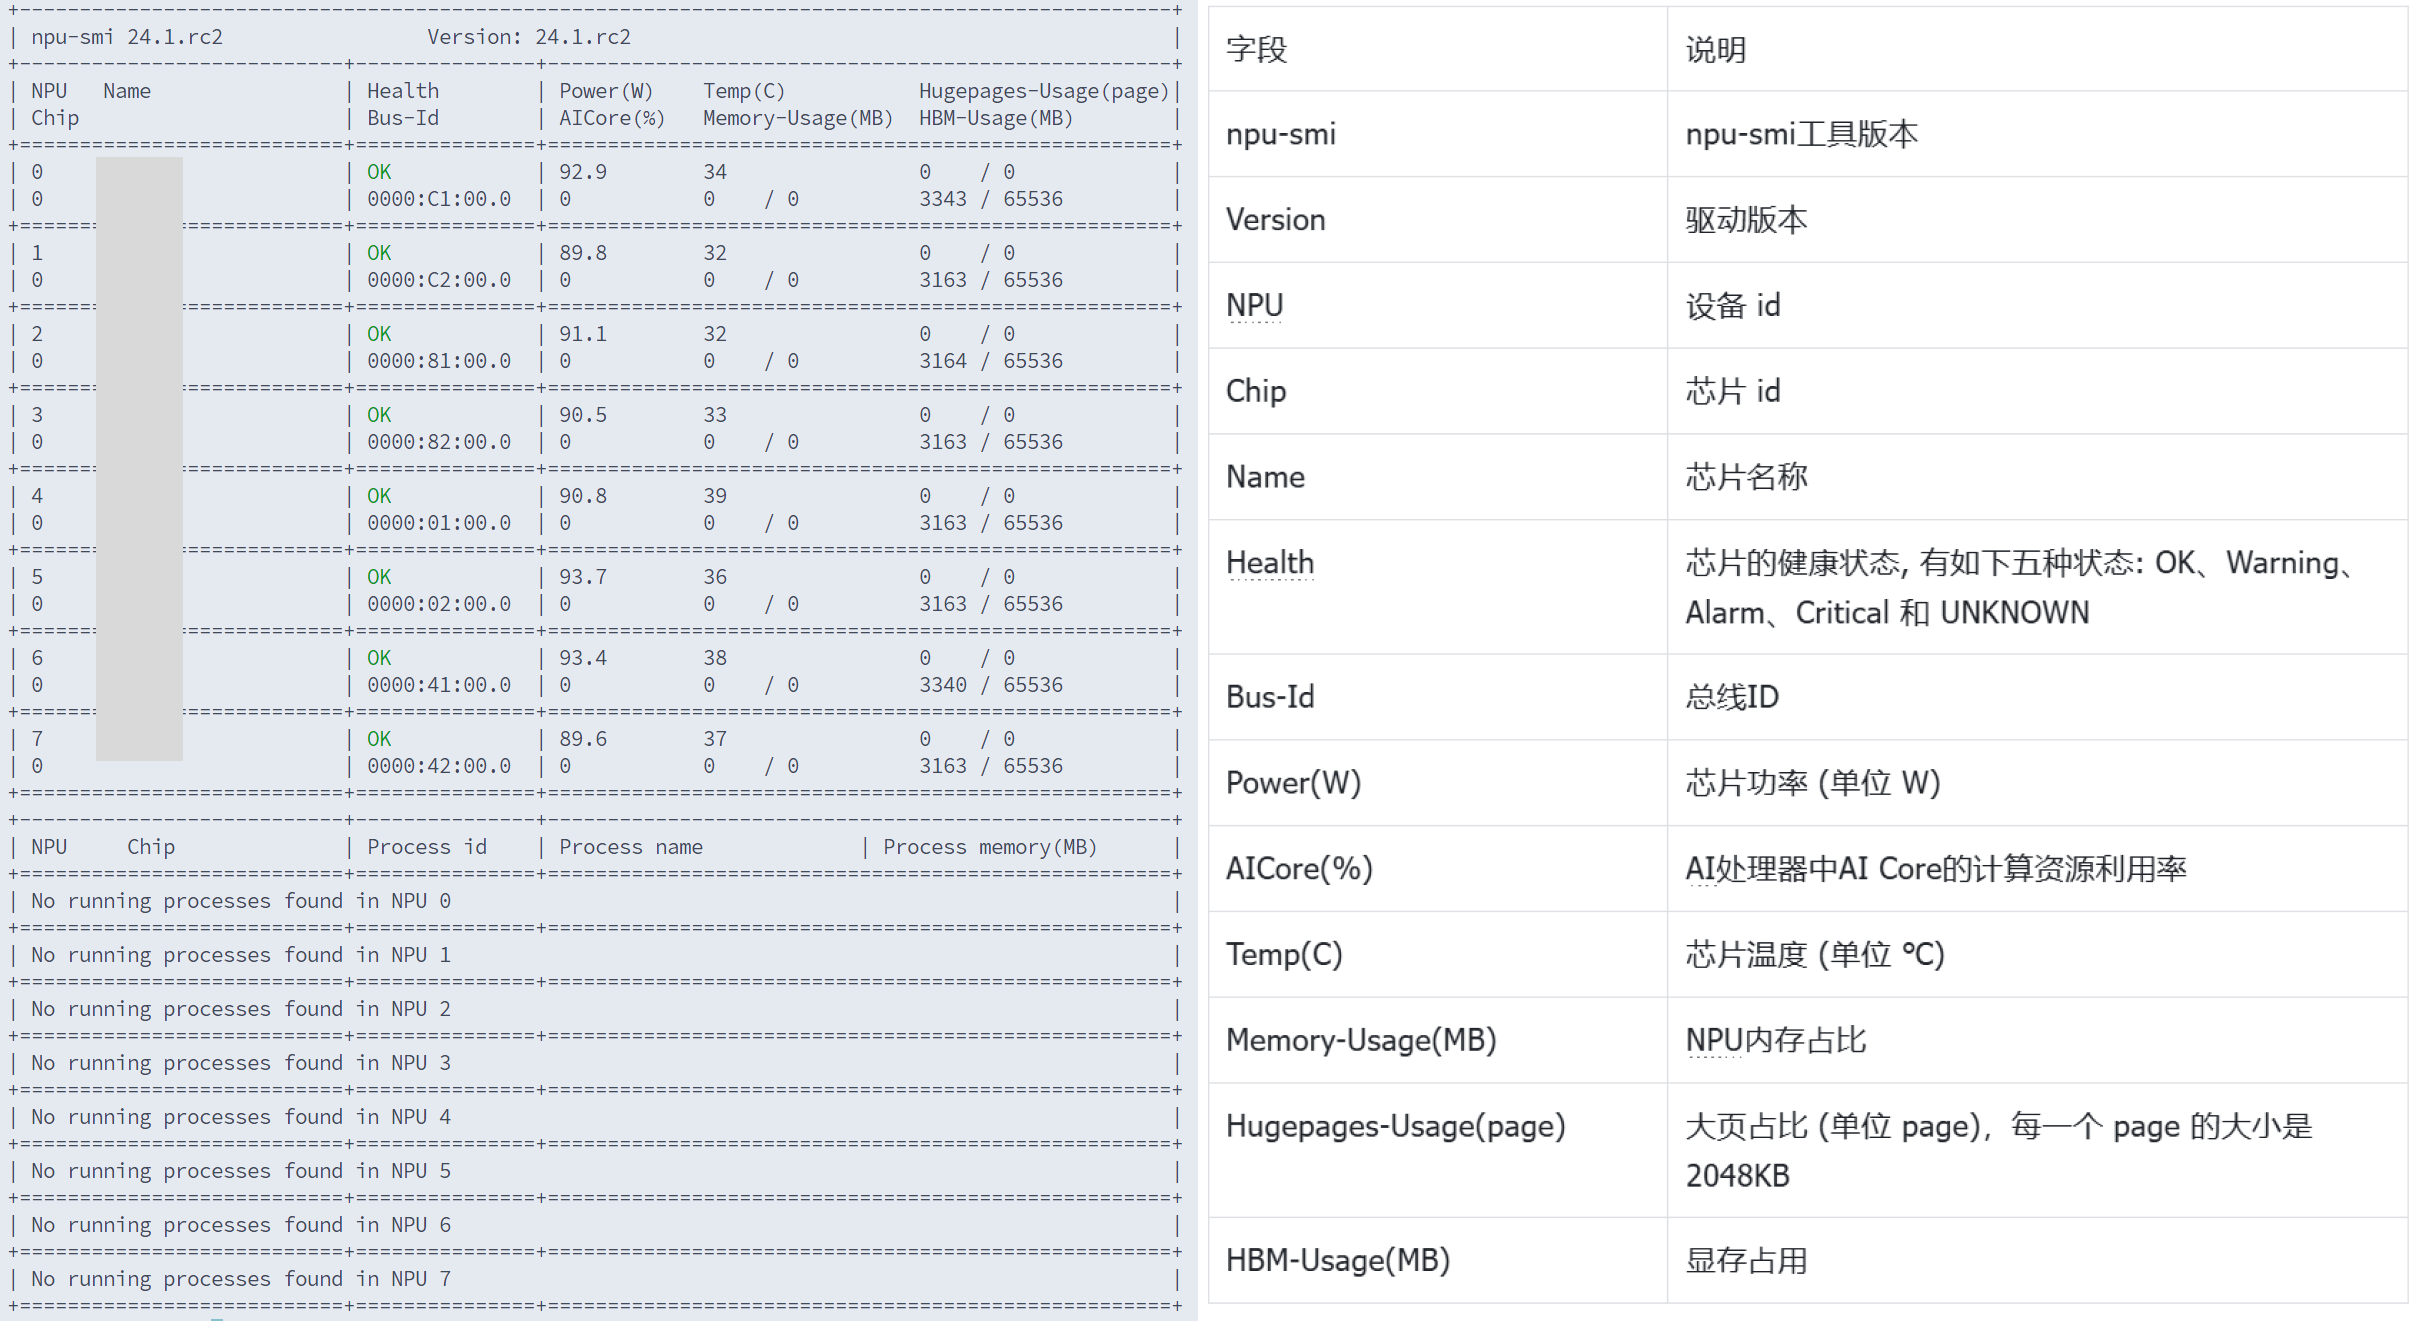 +------------------------------------------------------------------------------------------------+
| npu-smi 24.1.rc2                 Version: 24.1.rc2                                             |
+---------------------------+---------------+----------------------------------------------------+
| NPU   Name                | Health        | Power(W)    Temp(C)           Hugepages-Usage(page)|
| Chip                      | Bus-Id        | AICore(%)   Memory-Usage(MB)  HBM-Usage(MB)        |
+===========================+===============+====================================================+
| 0                         | OK            | 92.9        34                0    / 0             |
| 0                         | 0000:C1:00.0  | 0           0    / 0          3343 / 65536         |
+===========================+===============+====================================================+
| 1                         | OK            | 89.8        32                0    / 0             |
| 0                         | 0000:C2:00.0  | 0           0    / 0          3163 / 65536         |
+===========================+===============+====================================================+
| 2                         | OK            | 91.1        32                0    / 0             |
| 0                         | 0000:81:00.0  | 0           0    / 0          3164 / 65536         |
+===========================+===============+====================================================+
| 3                         | OK            | 90.5        33                0    / 0             |
| 0                         | 0000:82:00.0  | 0           0    / 0          3163 / 65536         |
+===========================+===============+====================================================+
| 4                         | OK            | 90.8        39                0    / 0             |
| 0                         | 0000:01:00.0  | 0           0    / 0          3163 / 65536         |
+===========================+===============+====================================================+
| 5                         | OK            | 93.7        36                0    / 0             |
| 0                         | 0000:02:00.0  | 0           0    / 0          3163 / 65536         |
+===========================+===============+====================================================+
| 6                         | OK            | 93.4        38                0    / 0             |
| 0                         | 0000:41:00.0  | 0           0    / 0          3340 / 65536         |
+===========================+===============+====================================================+
| 7                         | OK            | 89.6        37                0    / 0             |
| 0                         | 0000:42:00.0  | 0           0    / 0          3163 / 65536         |
+===========================+===============+====================================================+
+---------------------------+---------------+----------------------------------------------------+
| NPU     Chip              | Process id    | Process name             | Process memory(MB)      |
+===========================+===============+====================================================+
| No running processes found in NPU 0                                                            |
+===========================+===============+====================================================+
| No running processes found in NPU 1                                                            |
+===========================+===============+====================================================+
| No running processes found in NPU 2                                                            |
+===========================+===============+====================================================+
| No running processes found in NPU 3                                                            |
+===========================+===============+====================================================+
| No running processes found in NPU 4                                                            |
+===========================+===============+====================================================+
| No running processes found in NPU 5                                                            |
+===========================+===============+====================================================+
| No running processes found in NPU 6                                                            |
+===========================+===============+====================================================+
| No running processes found in NPU 7                                                            |
+===========================+===============+====================================================+
字段 说明
npu-smi npu-smi工具版本
Version 驱动版本
NPU 设备 id
Chip 芯片 id
Name 芯片名称
Health 芯片的健康状态, 有如下五种状态: OK、Warning、
Alarm、Critical 和 UNKNOWN
Bus-Id 总线ID
Power(W) 芯片功率 (单位 W)
AICore(%) AI处理器中AI Core的计算资源利用率
Temp(C) 芯片温度 (单位 ℃)
Memory-Usage(MB) NPU内存占比
Hugepages-Usage(page) 大页占比 (单位 page)，每一个 page 的大小是
2048KB
HBM-Usage(MB) 显存占用